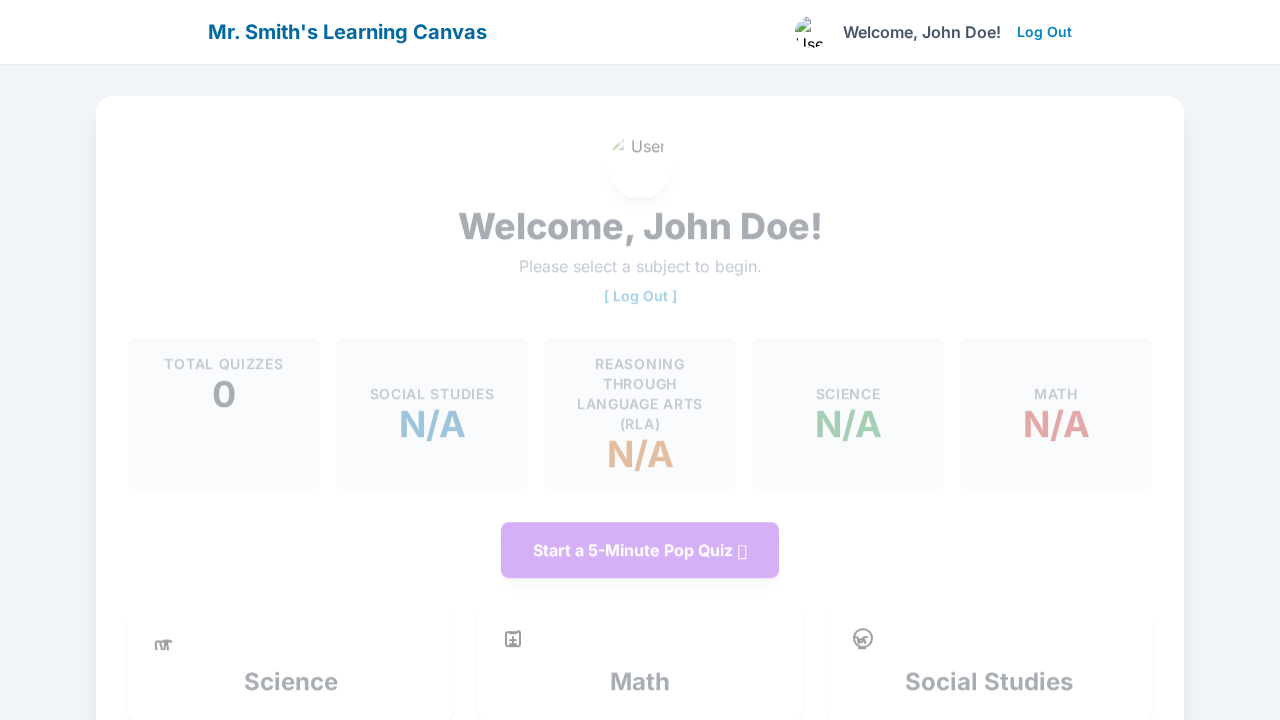 Mr. Smith's Learning Canvas
Welcome, John Doe!
Log Out
User
Welcome, John Doe!
Please select a subject to begin.
[ Log Out ]
TOTAL QUIZZES
0
SOCIAL STUDIES
N/A
REASONING
THROUGH
LANGUAGE ARTS
(RLA)
N/A
SCIENCE
N/A
MATH
N/A
Start a 5-Minute Pop Quiz
Science
Math
Social Studies